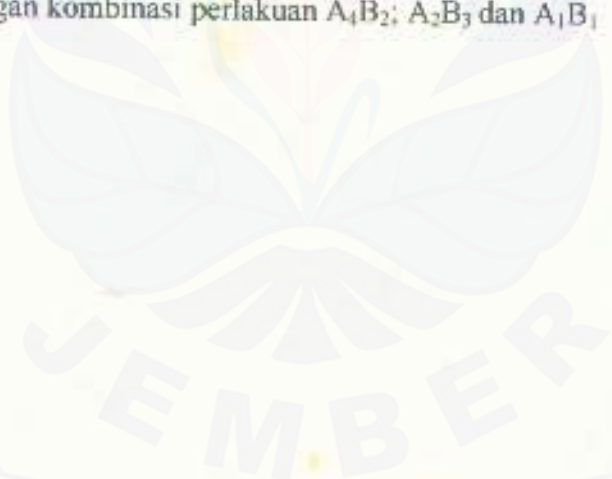 gan kombinasi perlakuan A₄B₂; A₂B₃ dan A₁B₁
JEMBER